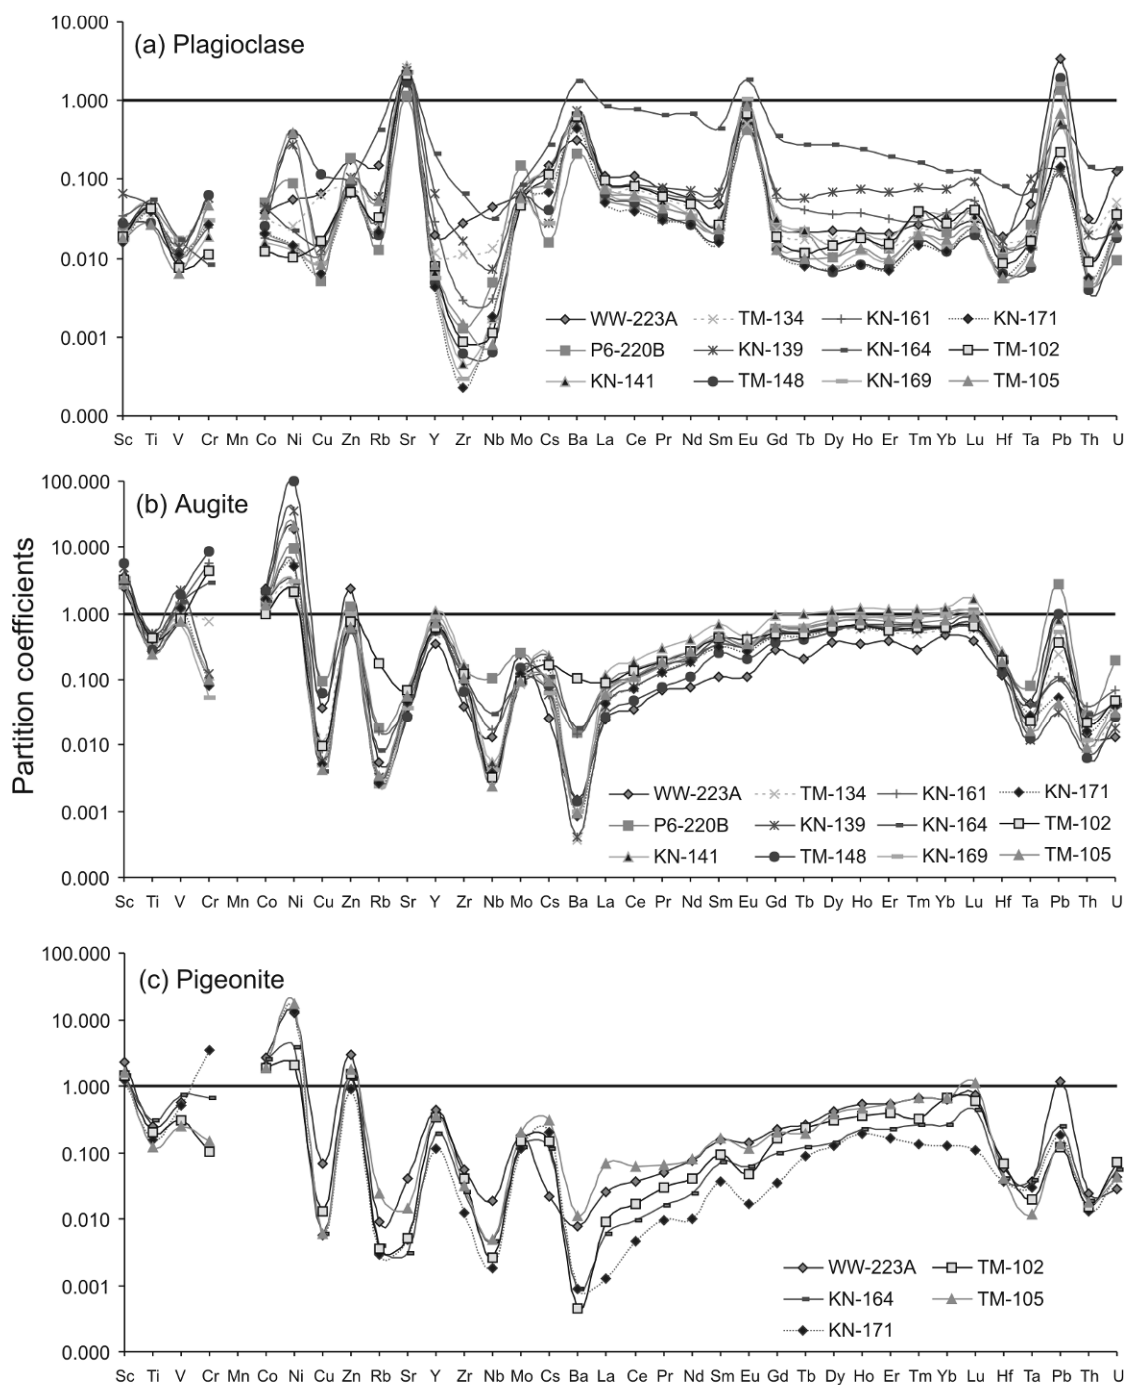 10.000
(a) Plagioclase
1.000
0.100
0.010
0.001
0.000
WW-223A TM-134 KN-161 KN-171
P6-220B KN-139 KN-164 TM-102
KN-141 TM-148 KN-169 TM-105
Sc Ti V Cr Mn Co Ni Cu Zn Rb Sr Y Zr Nb Mo Cs Ba La Ce Pr Nd Sm Eu Gd Tb Dy Ho Er Tm Yb Lu Hf Ta Pb Th U
Partition coefficients
100.000
(b) Augite
10.000
1.000
0.100
0.010
0.001
0.000
WW-223A TM-134 KN-161 KN-171
P6-220B KN-139 KN-164 TM-102
KN-141 TM-148 KN-169 TM-105
Sc Ti V Cr Mn Co Ni Cu Zn Rb Sr Y Zr Nb Mo Cs Ba La Ce Pr Nd Sm Eu Gd Tb Dy Ho Er Tm Yb Lu Hf Ta Pb Th U
100.000
(c) Pigeonite
10.000
1.000
0.100
0.010
0.001
0.000
WW-223A TM-102
KN-164 TM-105
KN-171
Sc Ti V Cr Mn Co Ni Cu Zn Rb Sr Y Zr Nb Mo Cs Ba La Ce Pr Nd Sm Eu Gd Tb Dy Ho Er Tm Yb Lu Hf Ta Pb Th U